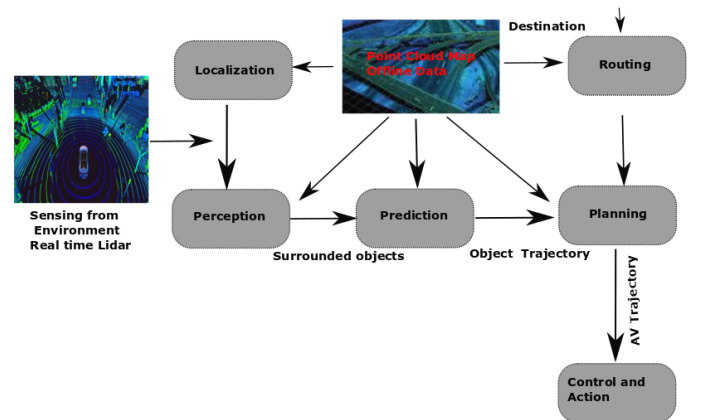 Destination
Localization
Point Cloud Map
Offline Data
Routing
Sensing from
Environment
Real time Lidar
Perception
Prediction
Planning
Surrounded objects
Object Trajectory
AV Trajectory
Control and
Action